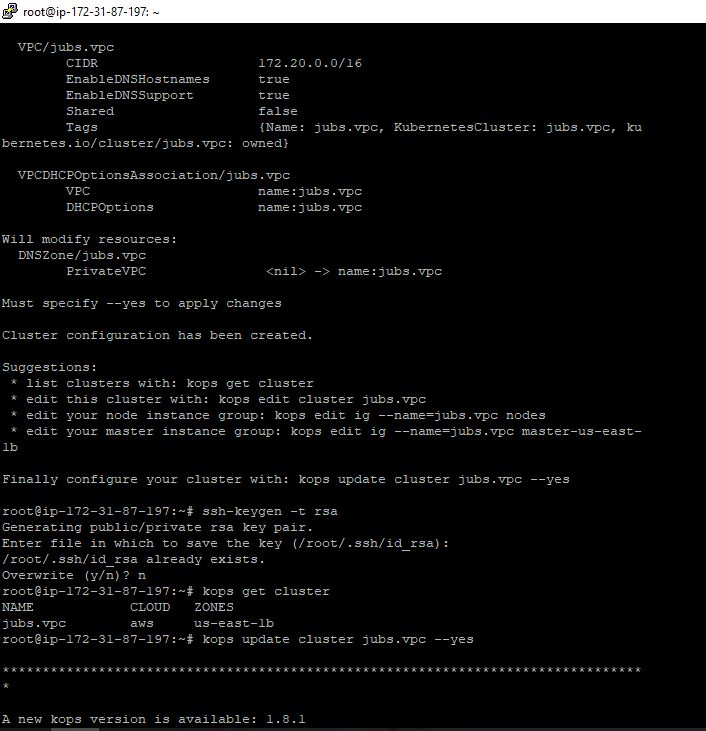 root@ip-172-31-87-197: ~
VPC/jubs.vpc
CIDR 172.20.0.0/16
EnableDNSHostnames true
EnableDNSSupport true
Shared false
Tags {Name: jubs.vpc, KubernetesCluster: jubs.vpc, ku
bernetes.io/cluster/jubs.vpc: owned}
VPCDHCPOptionsAssociation/jubs.vpc
VPC name:jubs.vpc
DHCPOptions name:jubs.vpc
Will modify resources:
DNSZone/jubs.vpc
PrivateVPC <nil> -> name:jubs.vpc
Must specify --yes to apply changes
Cluster configuration has been created.
Suggestions:
* list clusters with: kops get cluster
* edit this cluster with: kops edit cluster jubs.vpc
* edit your node instance group: kops edit ig --name=jubs.vpc nodes
* edit your master instance group: kops edit ig --name=jubs.vpc master-us-east-
1b
Finally configure your cluster with: kops update cluster jubs.vpc --yes
root@ip-172-31-87-197:~# ssh-keygen -t rsa
Generating public/private rsa key pair.
Enter file in which to save the key (/root/.ssh/id_rsa):
/root/.ssh/id_rsa already exists.
Overwrite (y/n)? n
root@ip-172-31-87-197:~# kops get cluster
NAME CLOUD ZONES
jubs.vpc aws us-east-1b
root@ip-172-31-87-197:~# kops update cluster jubs.vpc --yes
********************************************************************************
*
A new kops version is available: 1.8.1